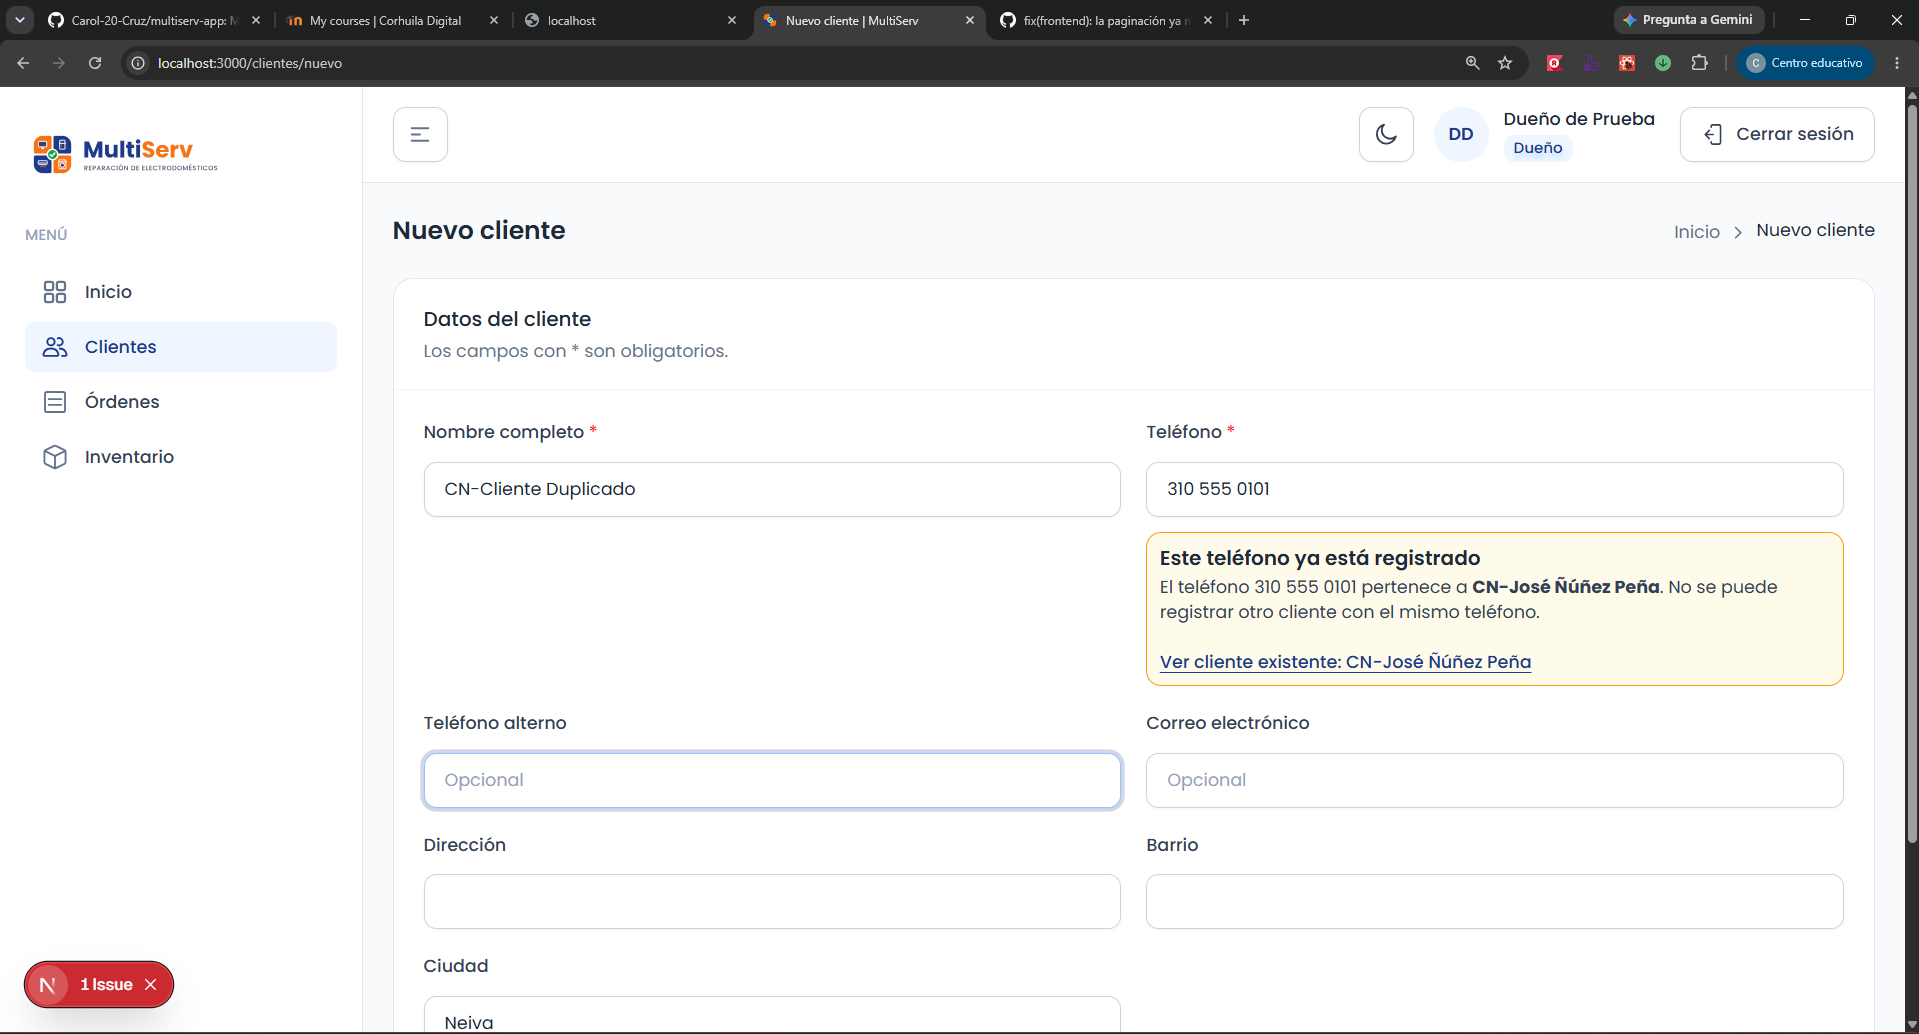 Carol-20-Cruz/multiserv-app: M
My courses | Corhuila Digital
localhost
Nuevo cliente | MultiServ
fix(frontend): la paginación ya n
Pregunta a Gemini
localhost:3000/clientes/nuevo
C Centro educativo
MultiServ
REPARACIÓN DE ELECTRODOMÉSTICOS
DD
Dueño de Prueba
Dueño
Cerrar sesión
MENÚ
Inicio
Clientes
Órdenes
Inventario
Nuevo cliente
Inicio > Nuevo cliente
Datos del cliente
Los campos con * son obligatorios.
Nombre completo *
CN-Cliente Duplicado
Teléfono *
310 555 0101
Este teléfono ya está registrado
El teléfono 310 555 0101 pertenece a CN-José Ñúñez Peña. No se puede
registrar otro cliente con el mismo teléfono.
Ver cliente existente: CN-José Ñúñez Peña
Teléfono alterno
Opcional
Correo electrónico
Opcional
Dirección
Barrio
Ciudad
Neiva
N 1 Issue